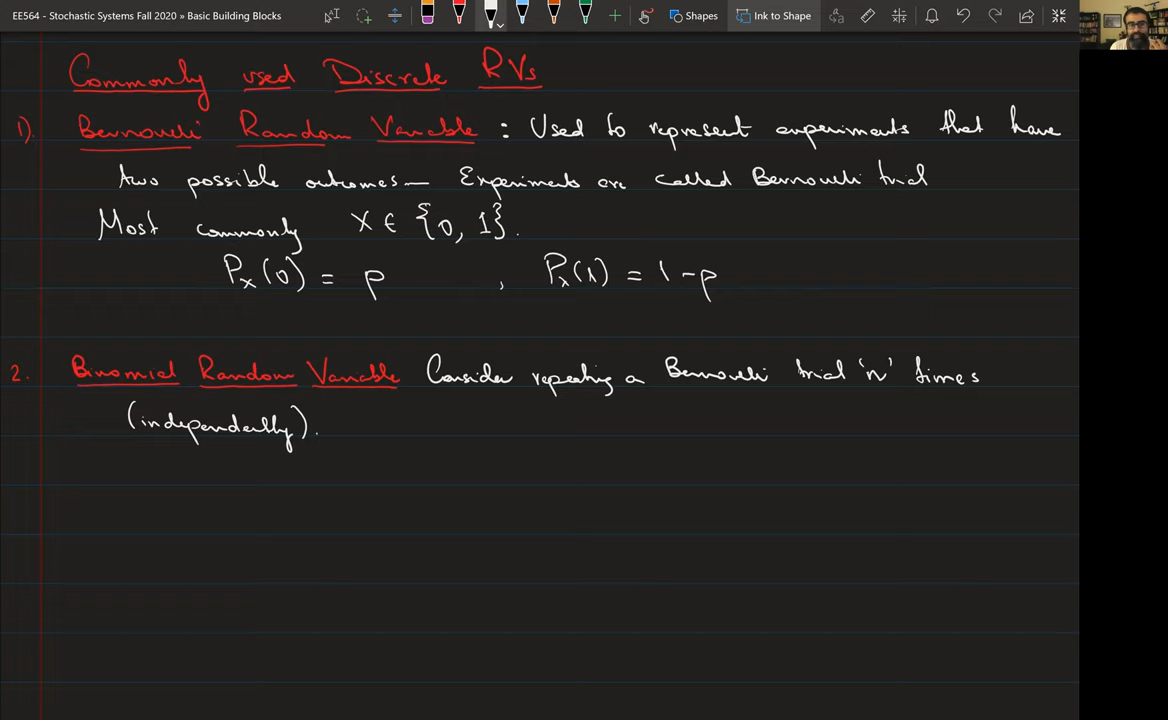 EE564 - Stochastic Systems Fall 2020 » Basic Building Blocks
Shapes
Ink to Shape
Commonly used Discrete RVs
1). Bernoulli Random Variable : Used to represent experiments that have
two possible outcomes — Experiments are called Bernoulli trial
Most commonly X ∈ {0, 1}.
Px(0) = p , Px(1) = 1 - p
2. Binomial Random Variable Consider repeating a Bernoulli trial 'n' times
(independently).